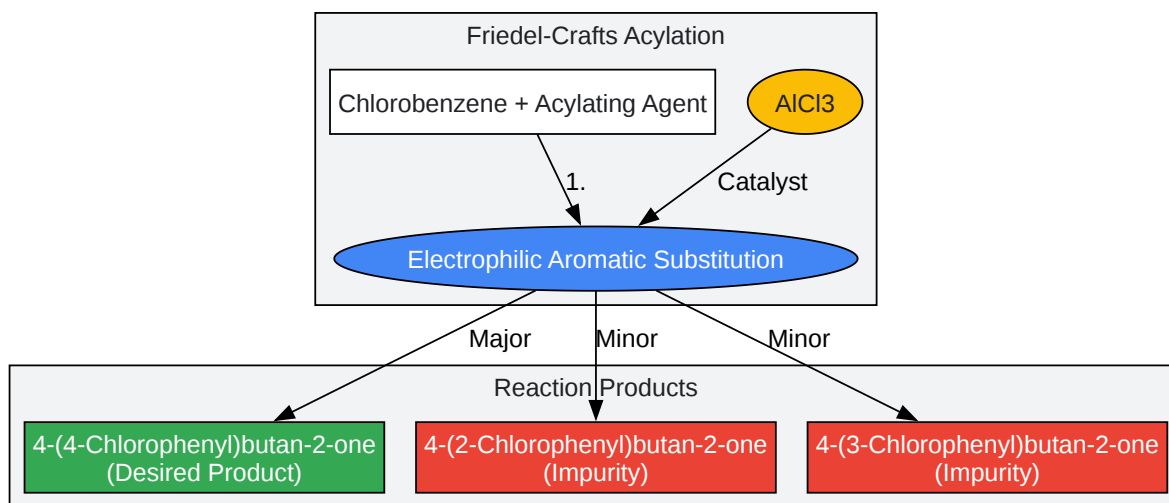 Friedel-Crafts Acylation
Chlorobenzene + Acylating Agent
AlCl3
1.
Catalyst
Electrophilic Aromatic Substitution
Major
Minor
Minor
Reaction Products
4-(4-Chlorophenyl)butan-2-one
(Desired Product)
4-(2-Chlorophenyl)butan-2-one
(Impurity)
4-(3-Chlorophenyl)butan-2-one
(Impurity)